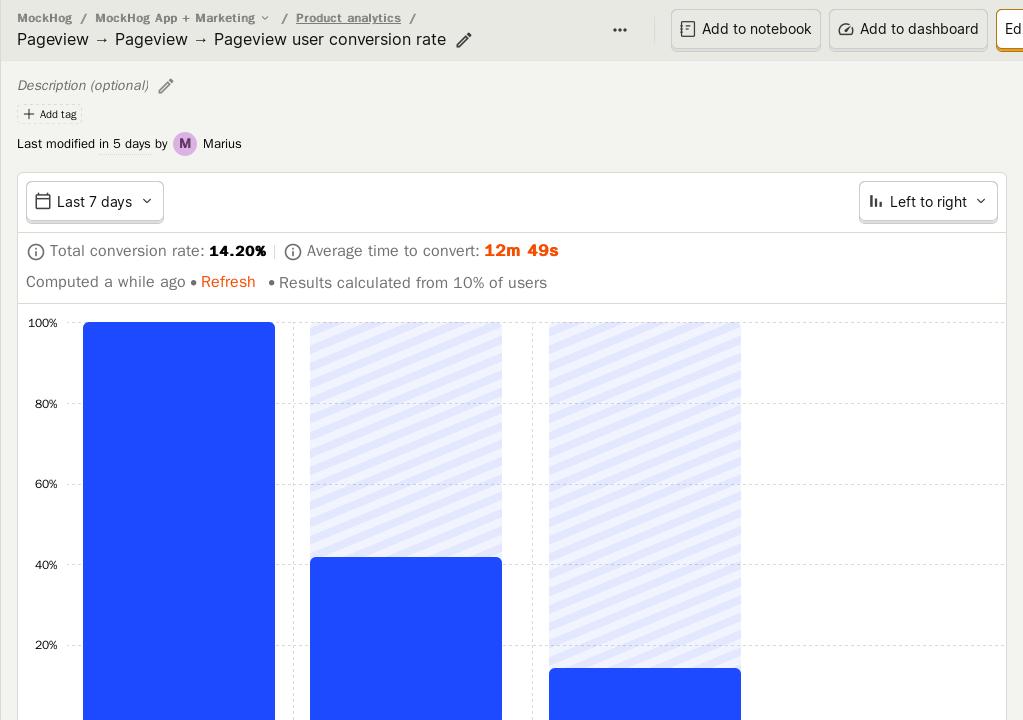 MockHog / MockHog App + Marketing / Product analytics /
Pageview → Pageview → Pageview user conversion rate
Add to notebook
Add to dashboard
Ed
Description (optional)
Add tag
Last modified in 5 days by M Marius
Last 7 days
Left to right
Total conversion rate: 14.20%
Average time to convert: 12m 49s
Computed a while ago • Refresh • Results calculated from 10% of users
100%
80%
60%
40%
20%